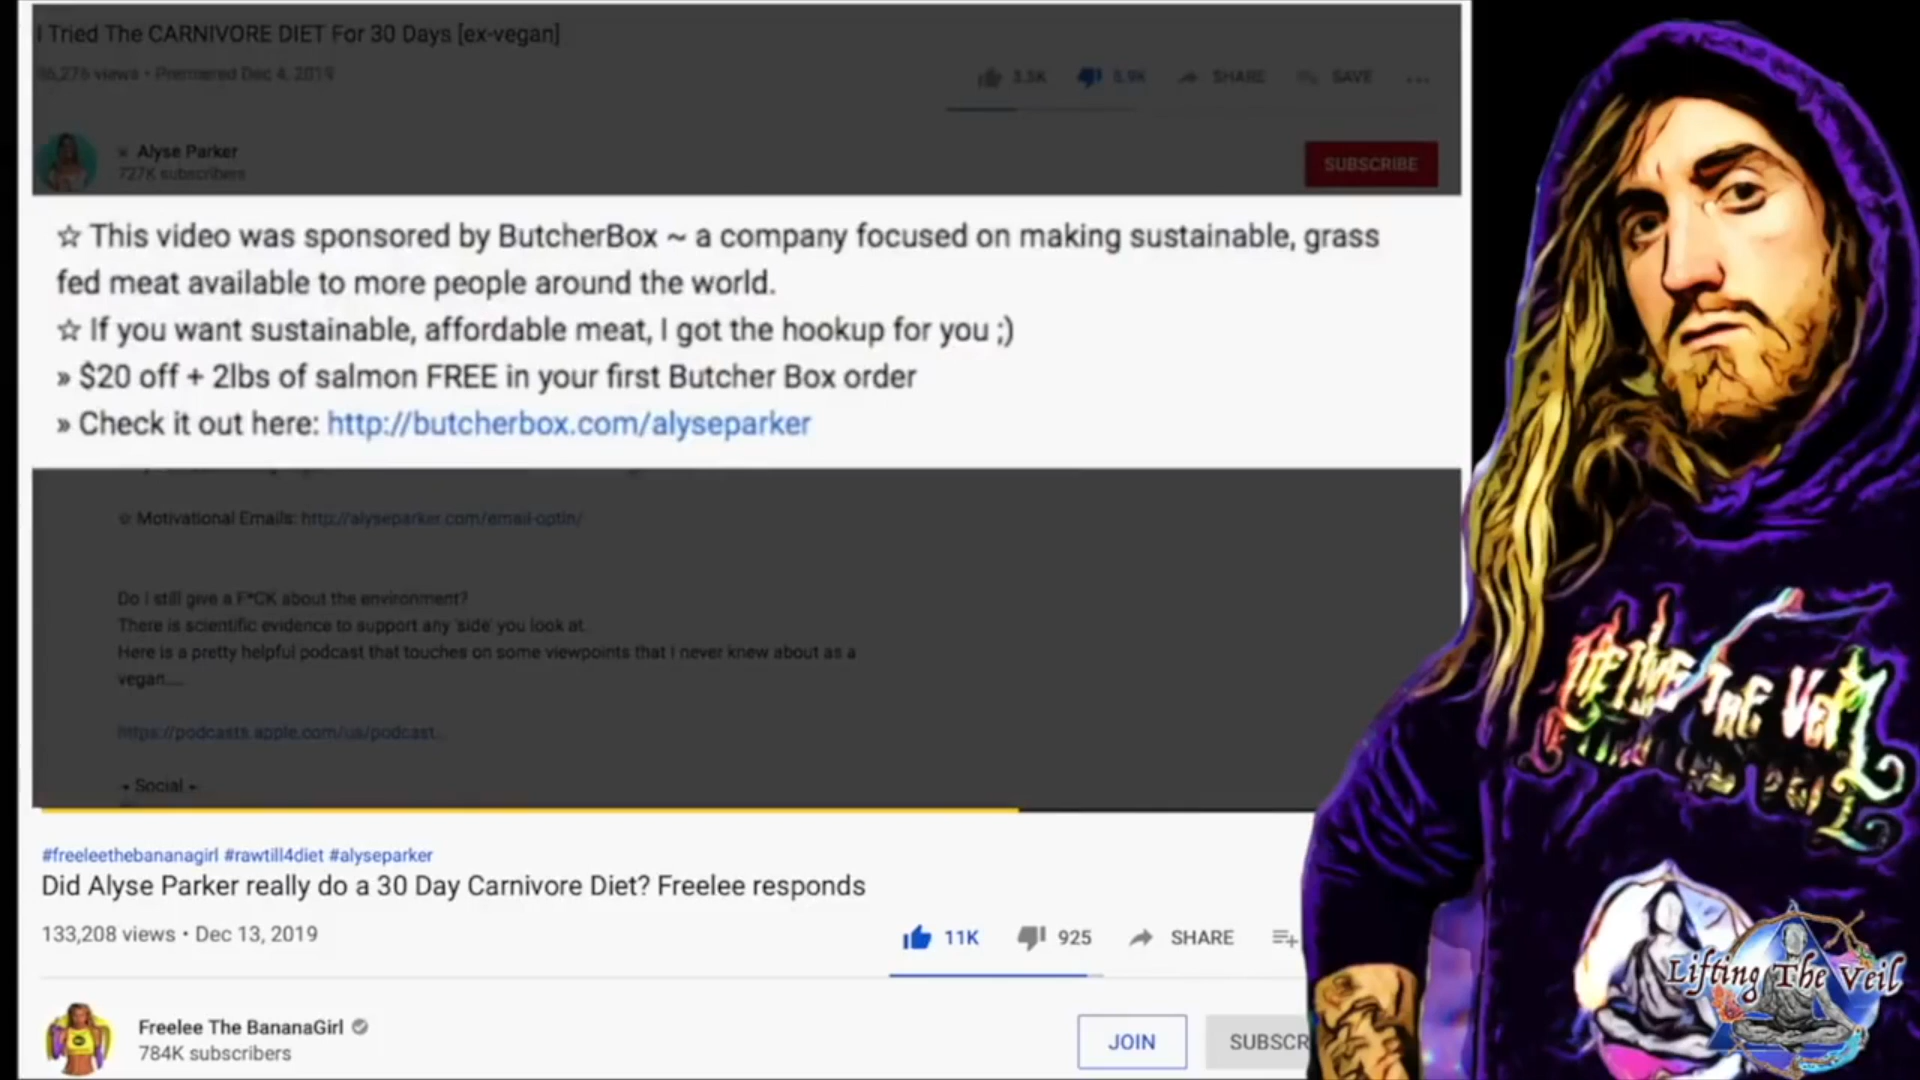 I Tried The CARNIVORE DIET For 30 Days [ex-vegan]
86,276 views • Premiered Dec 4, 2019
3.5K
5.9K
SHARE
SAVE
Alyse Parker
727K subscribers
SUBSCRIBE
☆ This video was sponsored by ButcherBox ~ a company focused on making sustainable, grass
fed meat available to more people around the world.
☆ If you want sustainable, affordable meat, I got the hookup for you ;)
» $20 off + 2lbs of salmon FREE in your first Butcher Box order
» Check it out here: http://butcherbox.com/alyseparker
☆ Motivational Emails: http://alyseparker.com/email-optin/
Do I still give a F*CK about the environment?
There is scientific evidence to support any 'side' you look at.
Here is a pretty helpful podcast that touches on some viewpoints that I never knew about as a
vegan.....
https://podcasts.apple.com/us/podcast...
Social
#freeleethebananagirl #rawtill4diet #alyseparker
Did Alyse Parker really do a 30 Day Carnivore Diet? Freelee responds
133,208 views • Dec 13, 2019
11K
925
SHARE
Freelee The BananaGirl
784K subscribers
JOIN
SUBSCR
Lifting The Veil
Lifting The Veil